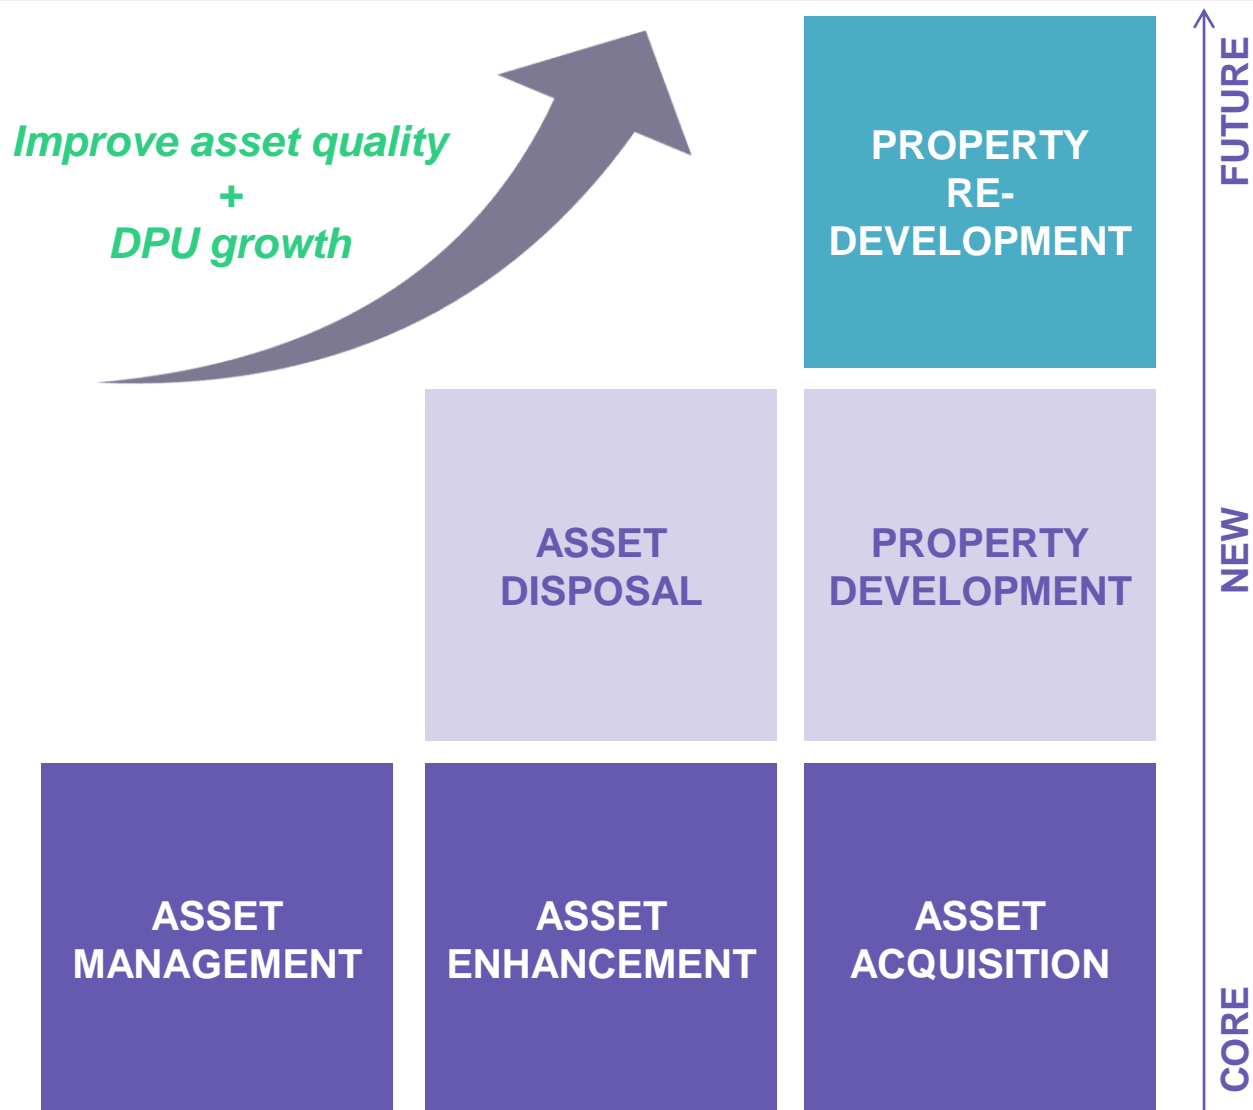 Improve asset quality
+
DPU growth
PROPERTY
RE-
DEVELOPMENT
FUTURE
ASSET
DISPOSAL
PROPERTY
DEVELOPMENT
NEW
ASSET
MANAGEMENT
ASSET
ENHANCEMENT
ASSET
ACQUISITION
CORE